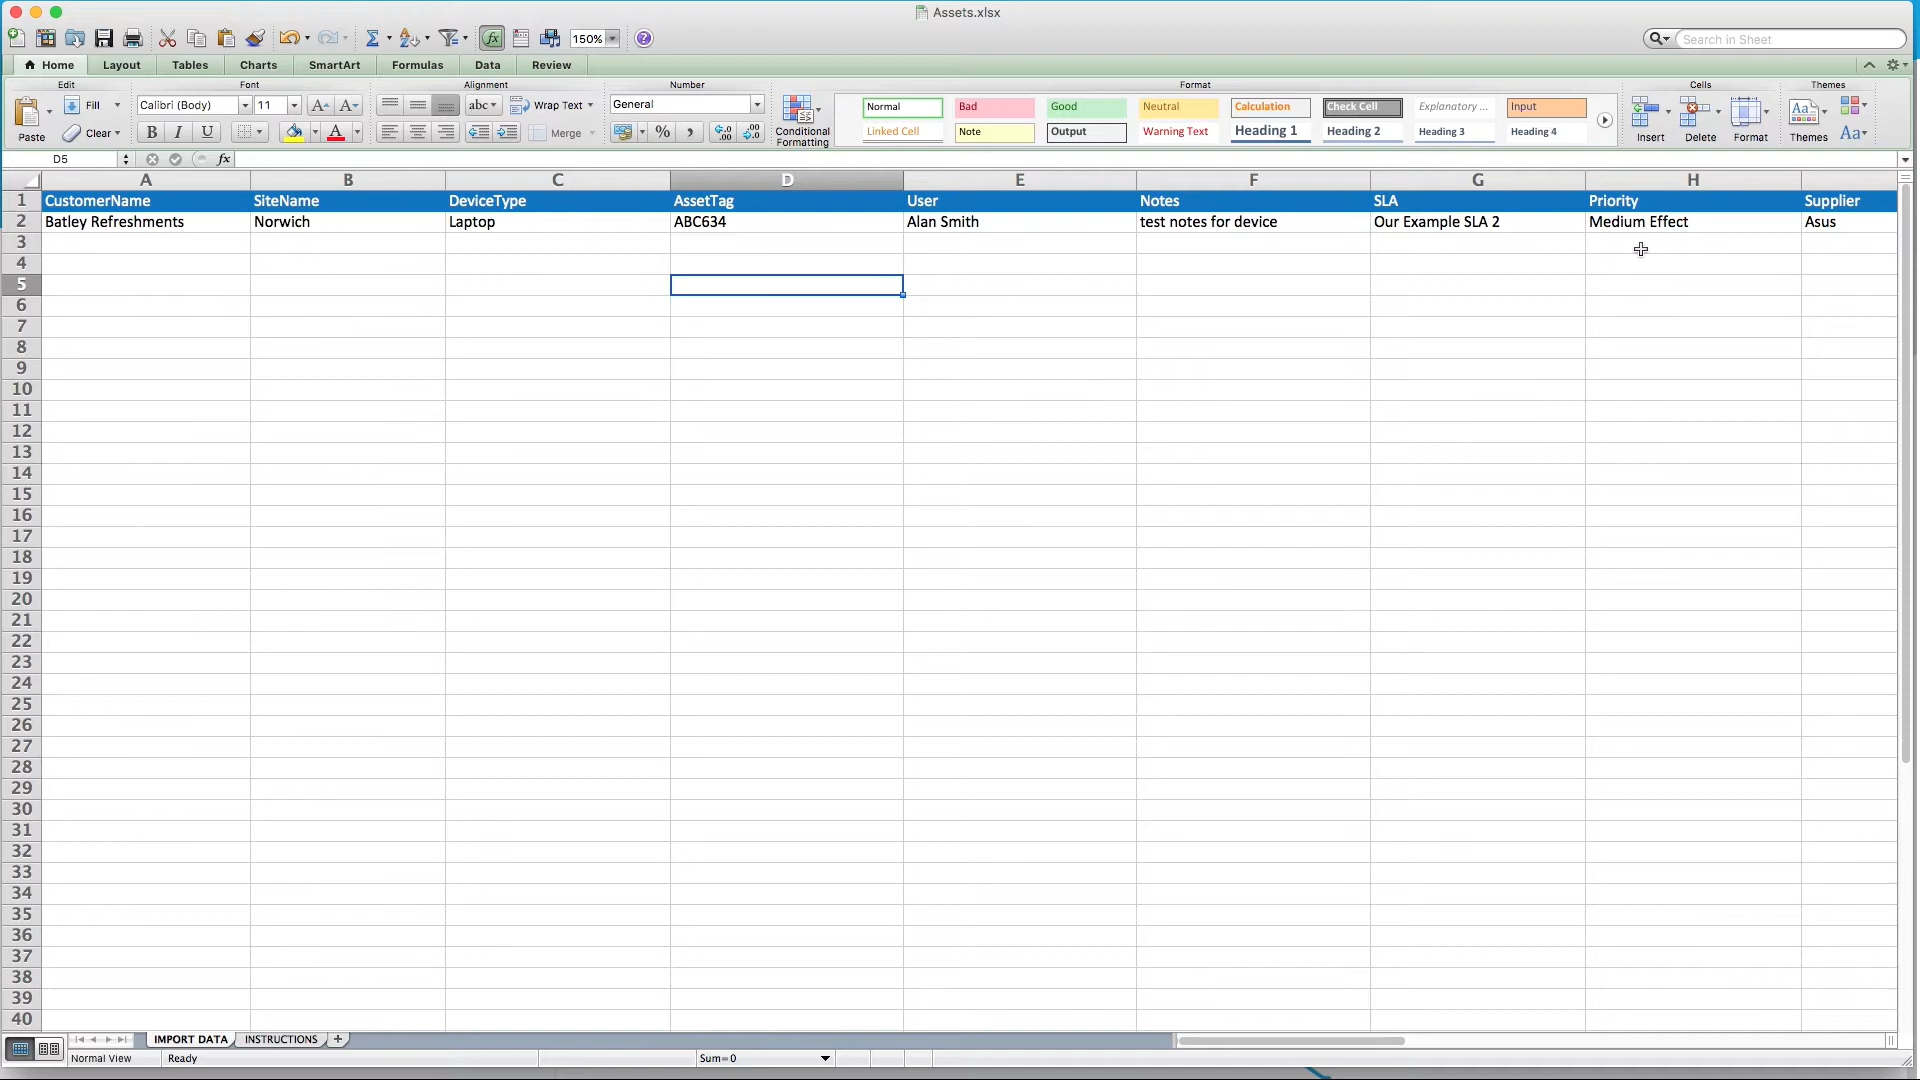 Assets.xlsx
150%
Search in Sheet
Home Layout Tables Charts SmartArt Formulas Data Review
Edit Font Alignment Number Format Cells Themes
Paste Fill Clear
Calibri (Body) 11 B I U
abc Wrap Text Merge
General %
Conditional Formatting
Normal Bad Good Neutral Calculation Check Cell Explanatory ... Input
Linked Cell Note Output Warning Text Heading 1 Heading 2 Heading 3 Heading 4
Insert Delete Format Themes Aa
D5 fx
A B C D E F G H
1 CustomerName SiteName DeviceType AssetTag User Notes SLA Priority Supplier
2 Batley Refreshments Norwich Laptop ABC634 Alan Smith test notes for device Our Example SLA 2 Medium Effect Asus
3
4
5
6
7
8
9
10
11
12
13
14
15
16
17
18
19
20
21
22
23
24
25
26
27
28
29
30
31
32
33
34
35
36
37
38
39
40
IMPORT DATA INSTRUCTIONS
Normal View Ready Sum=0